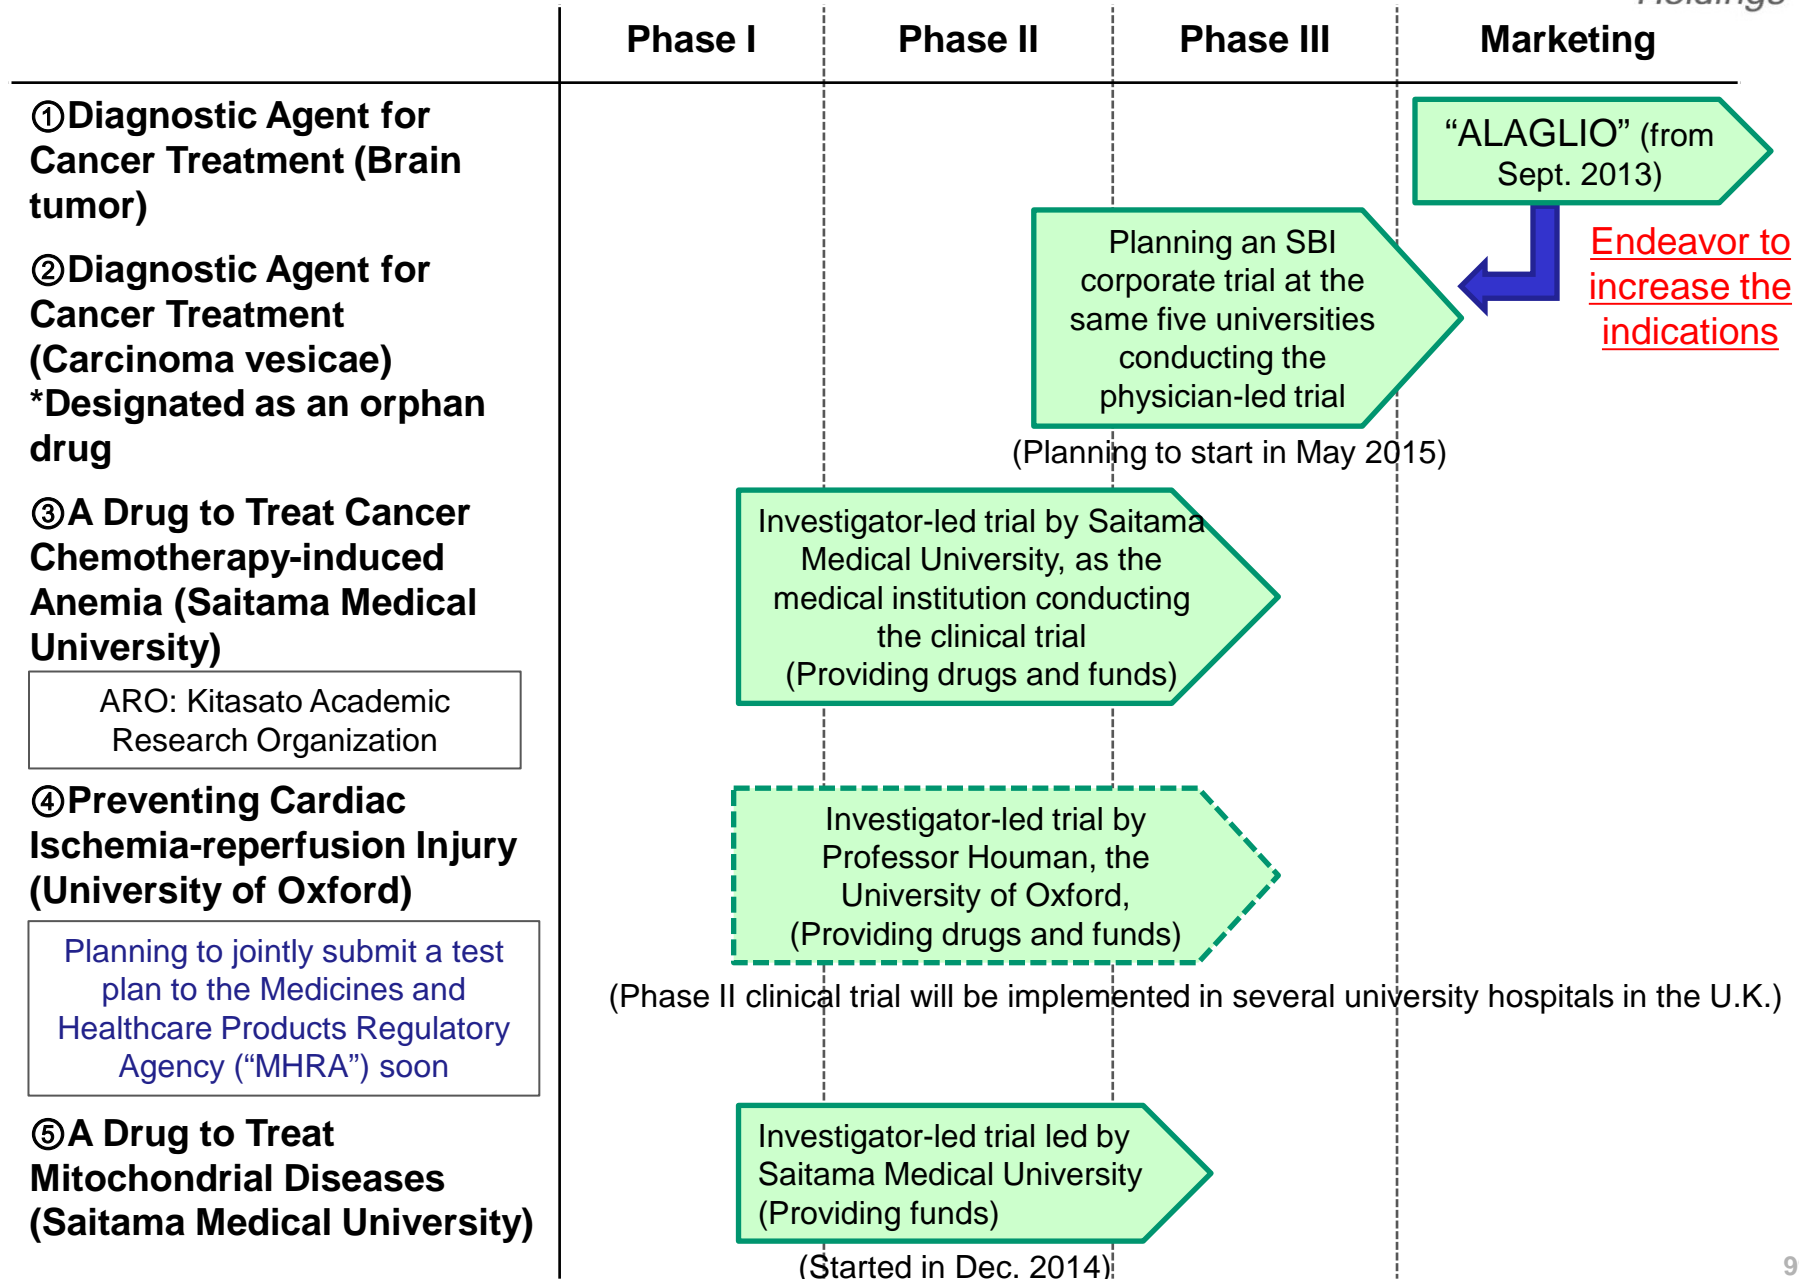 Holdings
Phase I Phase II Phase III Marketing
①Diagnostic Agent for
Cancer Treatment (Brain
tumor)
“ALAGLIO” (from
Sept. 2013)
Endeavor to
increase the
indications
②Diagnostic Agent for
Cancer Treatment
(Carcinoma vesicae)
*Designated as an orphan
drug
Planning an SBI
corporate trial at the
same five universities
conducting the
physician-led trial
(Planning to start in May 2015)
③A Drug to Treat Cancer
Chemotherapy-induced
Anemia (Saitama Medical
University)
ARO: Kitasato Academic
Research Organization
Investigator-led trial by Saitama
Medical University, as the
medical institution conducting
the clinical trial
(Providing drugs and funds)
④Preventing Cardiac
Ischemia-reperfusion Injury
(University of Oxford)
Planning to jointly submit a test
plan to the Medicines and
Healthcare Products Regulatory
Agency (“MHRA”) soon
Investigator-led trial by
Professor Houman, the
University of Oxford,
(Providing drugs and funds)
(Phase II clinical trial will be implemented in several university hospitals in the U.K.)
⑤A Drug to Treat
Mitochondrial Diseases
(Saitama Medical University)
Investigator-led trial led by
Saitama Medical University
(Providing funds)
(Started in Dec. 2014)
9